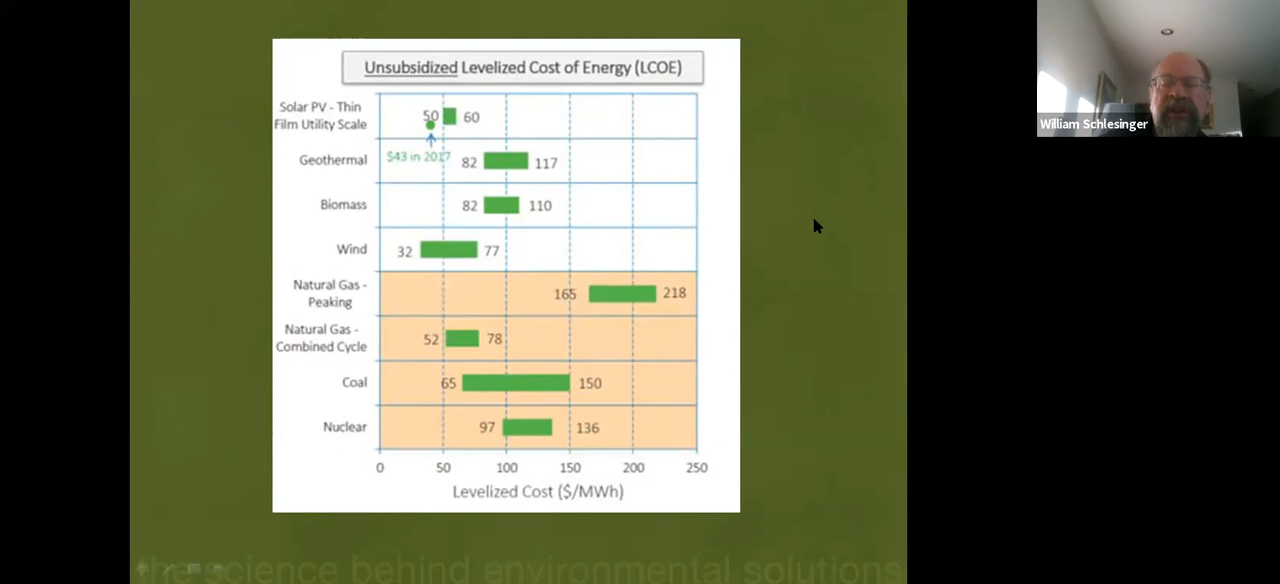 Unsubsidized Levelized Cost of Energy (LCOE)
Solar PV - Thin
Film Utility Scale
50
60
$43 in 2017
Geothermal
82
117
Biomass
82
110
Wind
32
77
Natural Gas -
Peaking
165
218
Natural Gas -
Combined Cycle
52
78
Coal
65
150
Nuclear
97
136
0
50
100
150
200
250
Levelized Cost ($/MWh)
the science behind environmental solutions
William Schlesinger